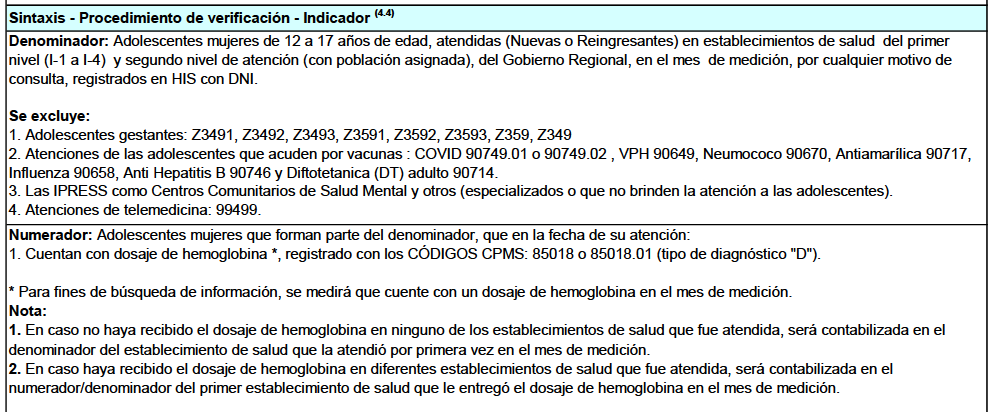 Sintaxis - Procedimiento de verificación - Indicador (4.4)
Denominador: Adolescentes mujeres de 12 a 17 años de edad, atendidas (Nuevas o Reingresantes) en establecimientos de salud del primer
nivel (I-1 a I-4) y segundo nivel de atención (con población asignada), del Gobierno Regional, en el mes de medición, por cualquier motivo de
consulta, registrados en HIS con DNI.
Se excluye:
1. Adolescentes gestantes: Z3491, Z3492, Z3493, Z3591, Z3592, Z3593, Z359, Z349
2. Atenciones de las adolescentes que acuden por vacunas : COVID 90749.01 o 90749.02 , VPH 90649, Neumococo 90670, Antiamarílica 90717,
Influenza 90658, Anti Hepatitis B 90746 y Diftotetanica (DT) adulto 90714.
3. Las IPRESS como Centros Comunitarios de Salud Mental y otros (especializados o que no brinden la atención a las adolescentes).
4. Atenciones de telemedicina: 99499.
Numerador: Adolescentes mujeres que forman parte del denominador, que en la fecha de su atención:
1. Cuentan con dosaje de hemoglobina *, registrado con los CÓDIGOS CPMS: 85018 o 85018.01 (tipo de diagnóstico "D").
* Para fines de búsqueda de información, se medirá que cuente con un dosaje de hemoglobina en el mes de medición.
Nota:
1. En caso no haya recibido el dosaje de hemoglobina en ninguno de los establecimientos de salud que fue atendida, será contabilizada en el
denominador del establecimiento de salud que la atendió por primera vez en el mes de medición.
2. En caso haya recibido el dosaje de hemoglobina en diferentes establecimientos de salud que fue atendida, será contabilizada en el
numerador/denominador del primer establecimiento de salud que le entregó el dosaje de hemoglobina en el mes de medición.